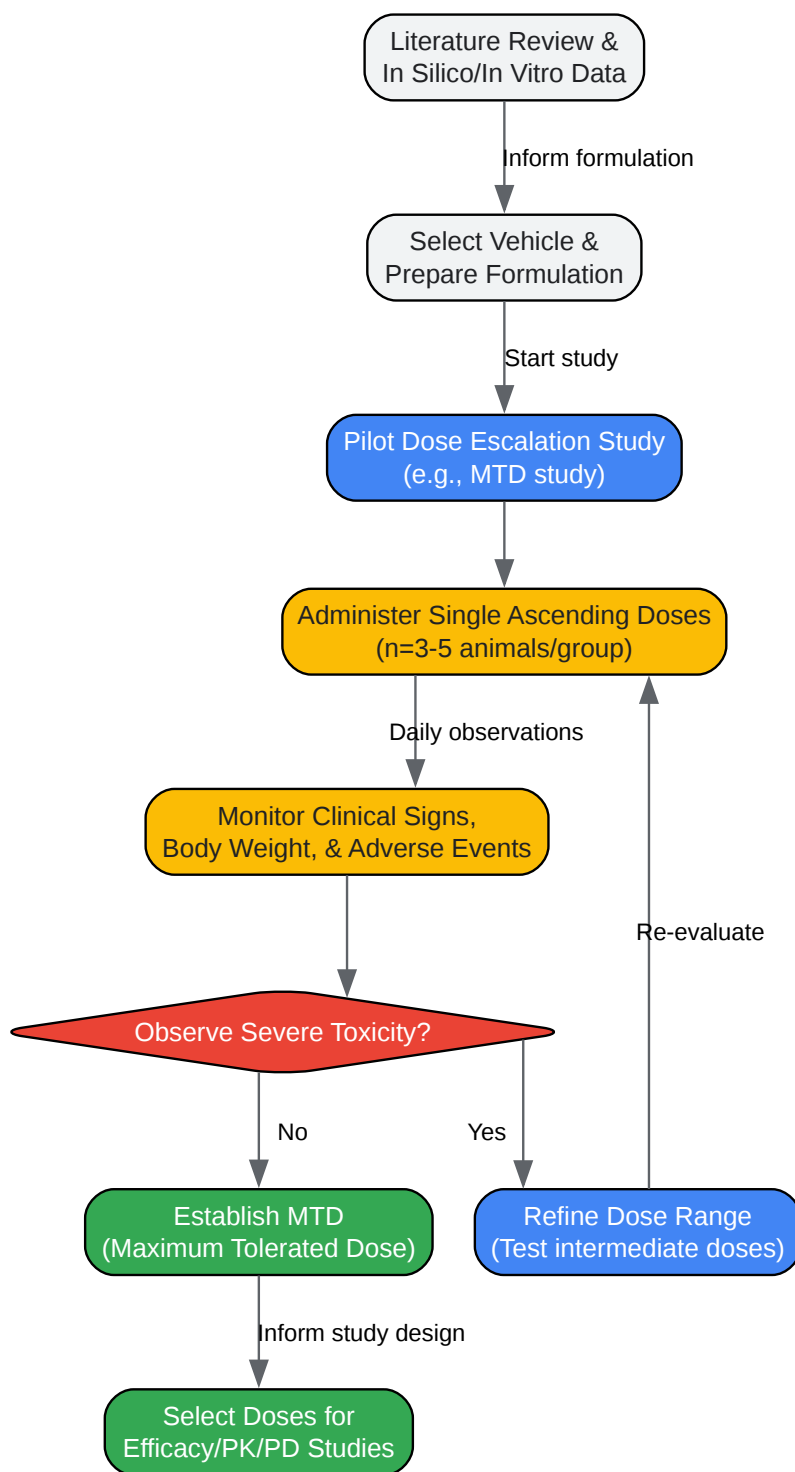 Literature Review &
In Silico/In Vitro Data
Inform formulation
Select Vehicle &
Prepare Formulation
Start study
Pilot Dose Escalation Study
(e.g., MTD study)
Administer Single Ascending Doses
(n=3-5 animals/group)
Daily observations
Monitor Clinical Signs,
Body Weight, & Adverse Events
Re-evaluate
Observe Severe Toxicity?
No
Yes
Establish MTD
(Maximum Tolerated Dose)
Refine Dose Range
(Test intermediate doses)
Inform study design
Select Doses for
Efficacy/PK/PD Studies